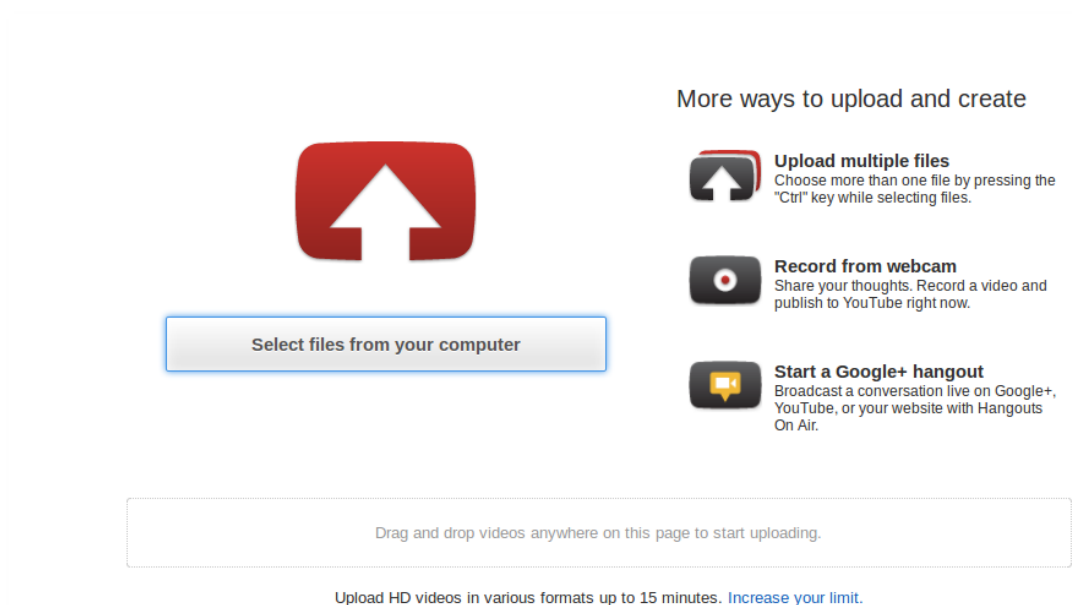 More ways to upload and create
Upload multiple files
Choose more than one file by pressing the
"Ctrl" key while selecting files.
Record from webcam
Share your thoughts. Record a video and
publish to YouTube right now.
Select files from your computer
Start a Google+ hangout
Broadcast a conversation live on Google+,
YouTube, or your website with Hangouts
On Air.
Drag and drop videos anywhere on this page to start uploading.
Upload HD videos in various formats up to 15 minutes. Increase your limit.